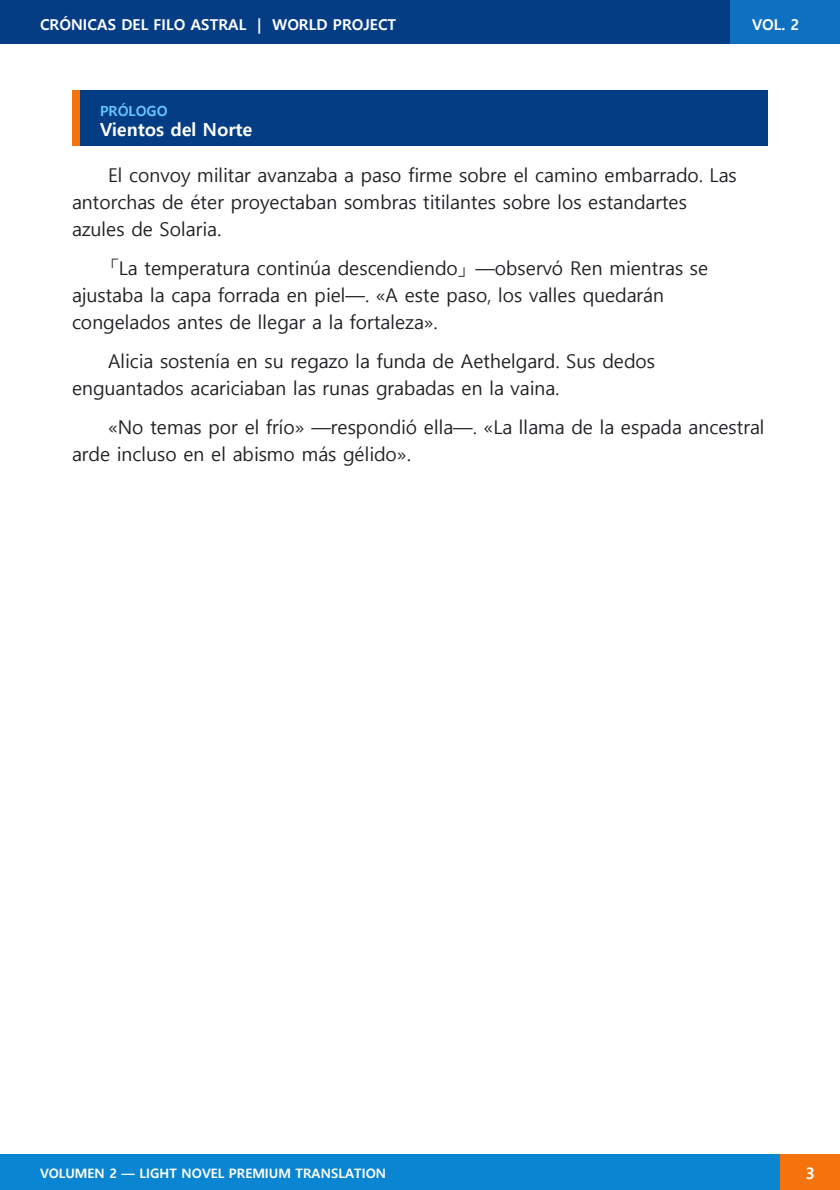 CRÓNICAS DEL FILO ASTRAL | WORLD PROJECT
VOL. 2
PRÓLOGO
Vientos del Norte
El convoy militar avanzaba a paso firme sobre el camino embarrado. Las
antorchas de éter proyectaban sombras titilantes sobre los estandartes
azules de Solaria.
「La temperatura continúa descendiendo」 —observó Ren mientras se
ajustaba la capa forrada en piel—. «A este paso, los valles quedarán
congelados antes de llegar a la fortaleza».
Alicia sostenía en su regazo la funda de Aethelgard. Sus dedos
enguantados acariciaban las runas grabadas en la vaina.
«No temas por el frío» —respondió ella—. «La llama de la espada ancestral
arde incluso en el abismo más gélido».
VOLUMEN 2 — LIGHT NOVEL PREMIUM TRANSLATION
3